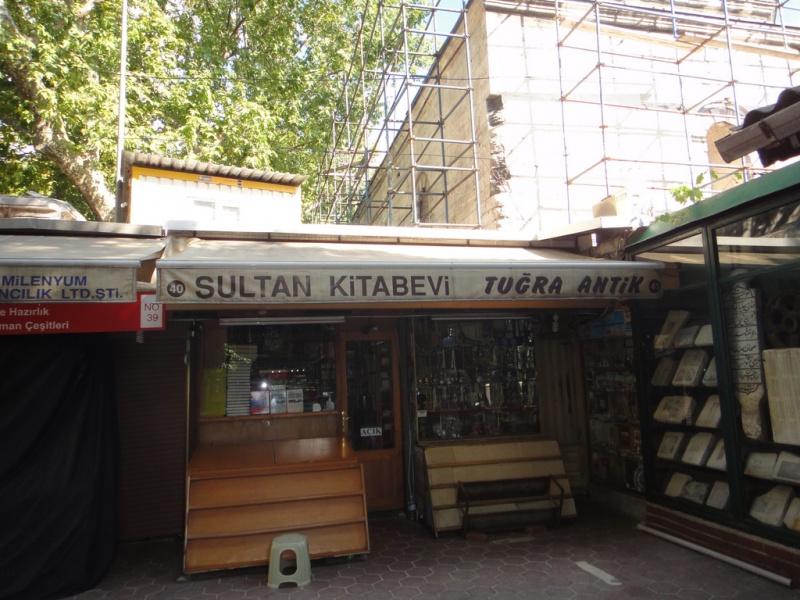 MİLENYUM
NCILIK LTD.ŞTi.
e Hazırlık
man Çeşitleri
NO
39
40 SULTAN KİTABEVİ TUĞRA ANTİK
AÇIK